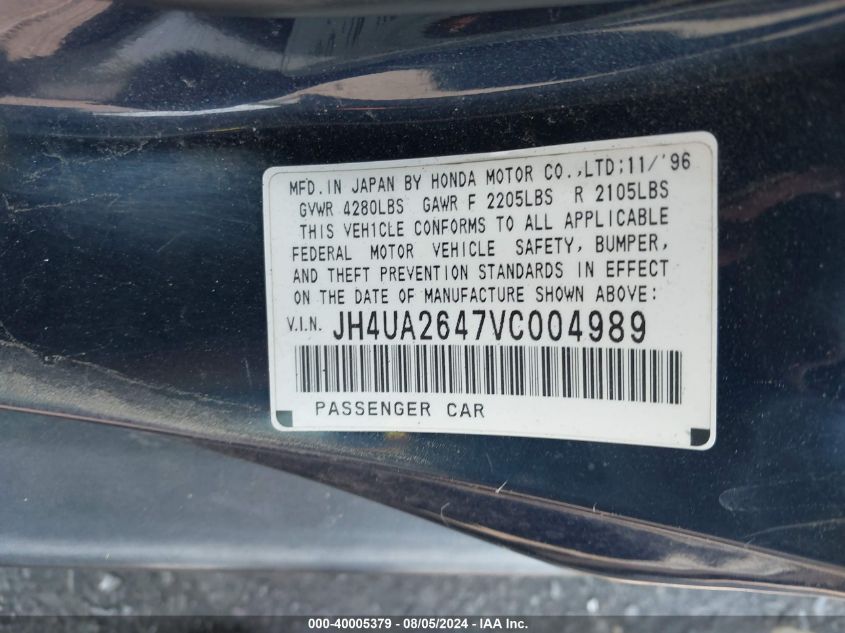 MFD. IN JAPAN BY HONDA MOTOR CO.,LTD;11/'96
GVWR 4280LBS GAWR F 2205LBS R 2105LBS
THIS VEHICLE CONFORMS TO ALL APPLICABLE
FEDERAL MOTOR VEHICLE SAFETY, BUMPER,
AND THEFT PREVENTION STANDARDS IN EFFECT
ON THE DATE OF MANUFACTURE SHOWN ABOVE:
V.I.N. JH4UA2647VC004989
PASSENGER CAR
000-40005379 - 08/05/2024 - IAA Inc.